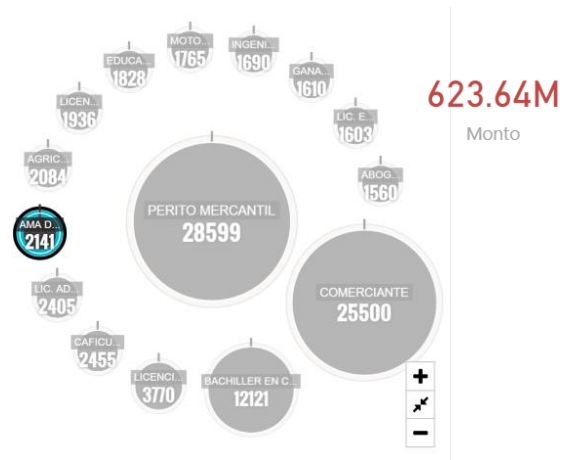 MOTO...
1765
INGENI...
1690
EDUCA...
1828
GANA...
1610
LICEN...
1936
LIC. E...
1603
AGRIC...
2084
ABOG...
1560
AMA D...
2141
PERITO MERCANTIL
28599
LIC. AD...
2405
COMERCIANTE
25500
CAFICU...
2455
LICENCI...
3770
BACHILLER EN C...
12121
623.64M
Monto
+
−